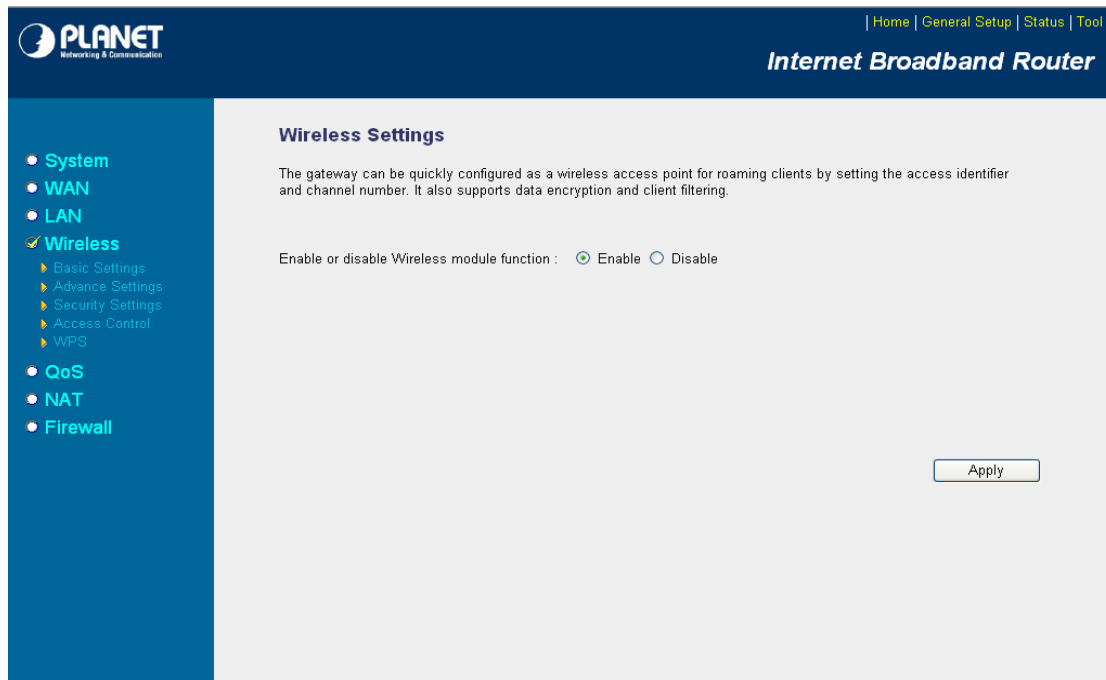 PLANET
Networking & Communication
| Home | General Setup | Status | Tool
Internet Broadband Router
System
WAN
LAN
Wireless
Basic Settings
Advance Settings
Security Settings
Access Control
WPS
QoS
NAT
Firewall
Wireless Settings
The gateway can be quickly configured as a wireless access point for roaming clients by setting the access identifier
and channel number. It also supports data encryption and client filtering.
Enable or disable Wireless module function : Enable Disable
Apply